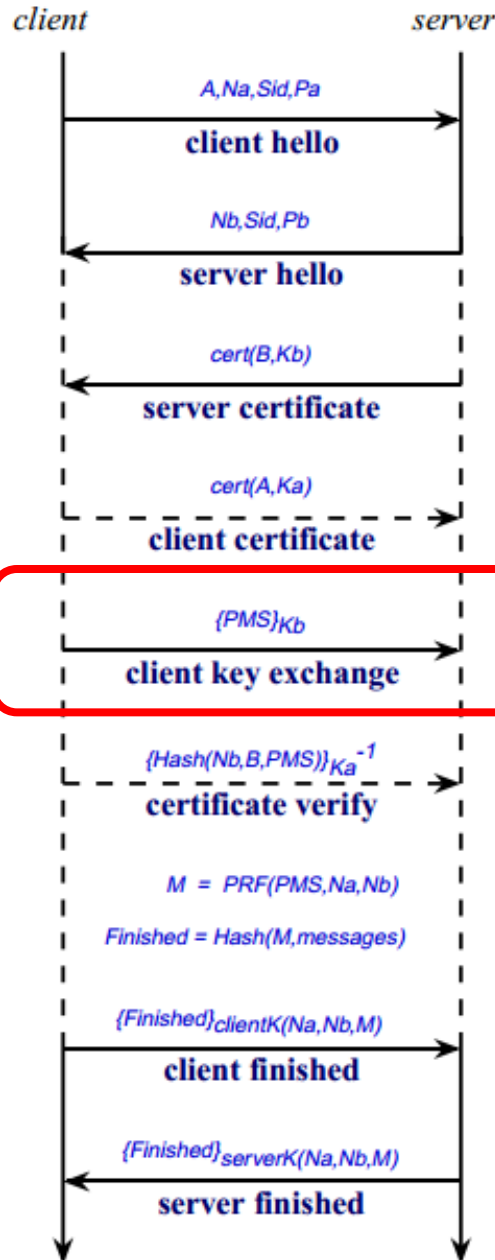 client server
A,Na,Sid,Pa
client hello
Nb,Sid,Pb
server hello
cert(B,Kb)
server certificate
cert(A,Ka)
client certificate
{PMS}Kb
client key exchange
{Hash(Nb,B,PMS)}Ka-1
certificate verify
M = PRF(PMS,Na,Nb)
Finished = Hash(M,messages)
{Finished}clientK(Na,Nb,M)
client finished
{Finished}serverK(Na,Nb,M)
server finished